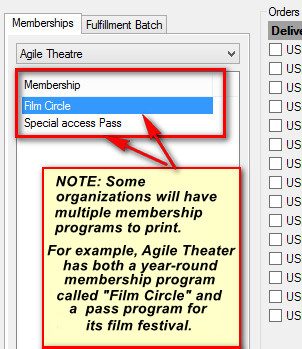 Memberships
Fulfillment Batch
Orders
Agile Theatre
Delive
Membership
Film Circle
Special access Pass
US
US
US
US
US
US
US
US
US
US
US
US
US
US
NOTE: Some
organizations will have
multiple membership
programs to print.
For example, Agile Theater
has both a year-round
membership program
called "Film Circle" and
a pass program for
its film festival.